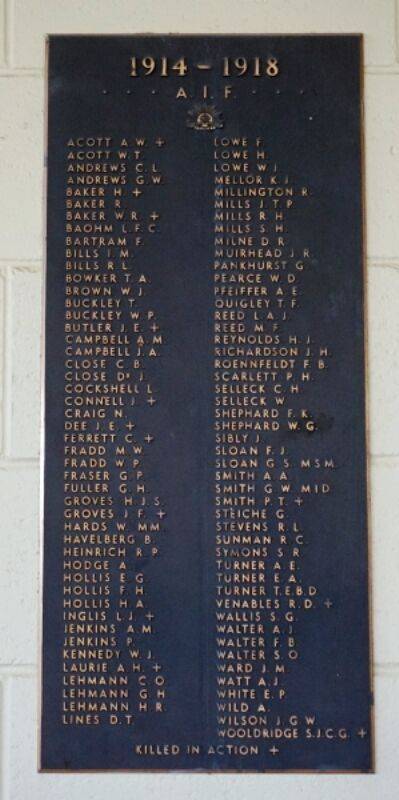 1914 - 1918
A. I. F.
ACOTT A.W. +
ACOTT W.T.
ANDREWS C.L.
ANDREWS G.W.
BAKER H. +
BAKER R.
BAKER W.R. +
BAOHM L.F.C.
BARTRAM F.
BILLS I.M.
BILLS R.L.
BOWKER T.A.
BROWN W.J.
BUCKLEY T.
BUCKLEY W.P.
BUTLER J.E. +
CAMPBELL A.M.
CAMPBELL J.A.
CLOSE C.B.
CLOSE Dr J.
COCKSHELL L.
CONNELL J. +
CRAIG N.
DEE J.E. +
FERRETT C. +
FRADD M.W.
FRADD W.P.
FRASER G.P.
FULLER G.H.
GROVES H.J.S.
GROVES J.F. +
HARDS W. MM.
HAVELBERG B.
HEINRICH R.P.
HODGE A.
HOLLIS E.G.
HOLLIS F.H.
HOLLIS H.A.
INGLIS L.J. +
JENKINS A.M.
JENKINS P.
KENNEDY W.J.
LAURIE A.H. +
LEHMANN C.O.
LEHMANN G.H.
LEHMANN H.R.
LINES D.T.
LOWE F.
LOWE H.
LOWE W.J.
MELLOR K.J.
MILLINGTON R.
MILLS J.T.P.
MILLS R.H.
MILLS S.H.
MILNE D.R.
MUIRHEAD J.R.
PANKHURST G.
PEARCE W.D.
PFEIFFER A.E.
QUIGLEY T.F.
REED L.A.J.
REED M.F.
REYNOLDS H.J.
RICHARDSON J.H.
ROENNFELDT F.B.
SCARLETT P.H.
SELLECK C.H.
SELLECK W.
SHEPHARD F.K.
SHEPHARD W.G.
SIBLY J.
SLOAN F.J.
SLOAN G.S. M.S.M.
SMITH A.A.
SMITH G.W. M.I.D.
SMITH P.T. +
STEICHE G.
STEVENS R.L.
SUNMAN R.C.
SYMONS S.R.
TURNER A.E.
TURNER E.A.
TURNER T.E.B.D.
VENABLES R.D. +
WALLIS S.G.
WALTER A.J.
WALTER F.B.
WALTER S.O.
WARD J.M.
WATT A.J.
WHITE E.P.
WILD A.
WILSON J.G.W.
WOOLDRIDGE S.J.C.G. +
KILLED IN ACTION +